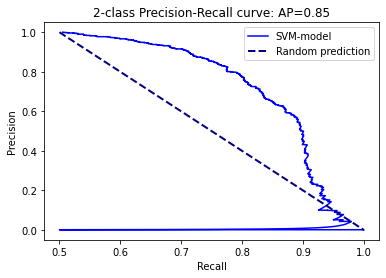 2-class Precision-Recall curve: AP=0.85
1.0
0.8
0.6
0.4
0.2
0.0
Precision
SVM-model
Random prediction
0.5
0.6
0.7
0.8
0.9
1.0
Recall